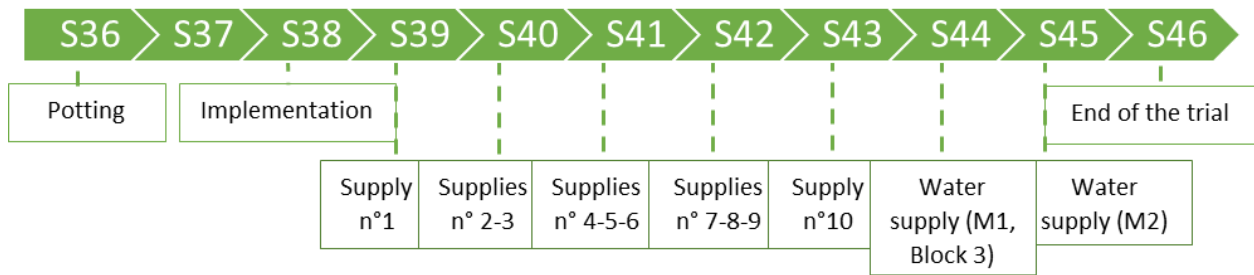 S36 S37 S38 S39 S40 S41 S42 S43 S44 S45 S46
Potting
Implementation
End of the trial
Supply
n°1
Supplies
n° 2-3
Supplies
n° 4-5-6
Supplies
n° 7-8-9
Supply
n°10
Water
supply (M1,
Block 3)
Water
supply (M2)